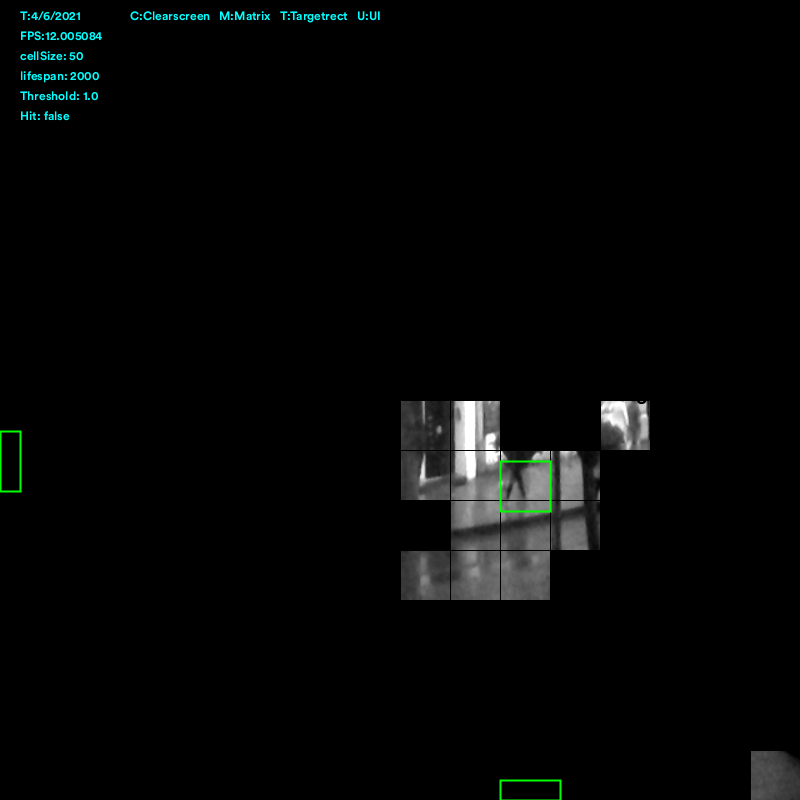 T:4/6/2021 C:Clearscreen M:Matrix T:Targetrect U:UI
FPS:12.005084
cellSize: 50
lifespan: 2000
Threshold: 1.0
Hit: false